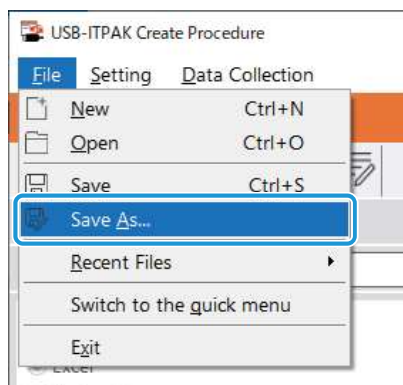 USB-ITPAK Create Procedure
File Setting Data Collection
New Ctrl+N
Open Ctrl+O
Save Ctrl+S
Save As...
Recent Files
Switch to the quick menu
Exit
Excel